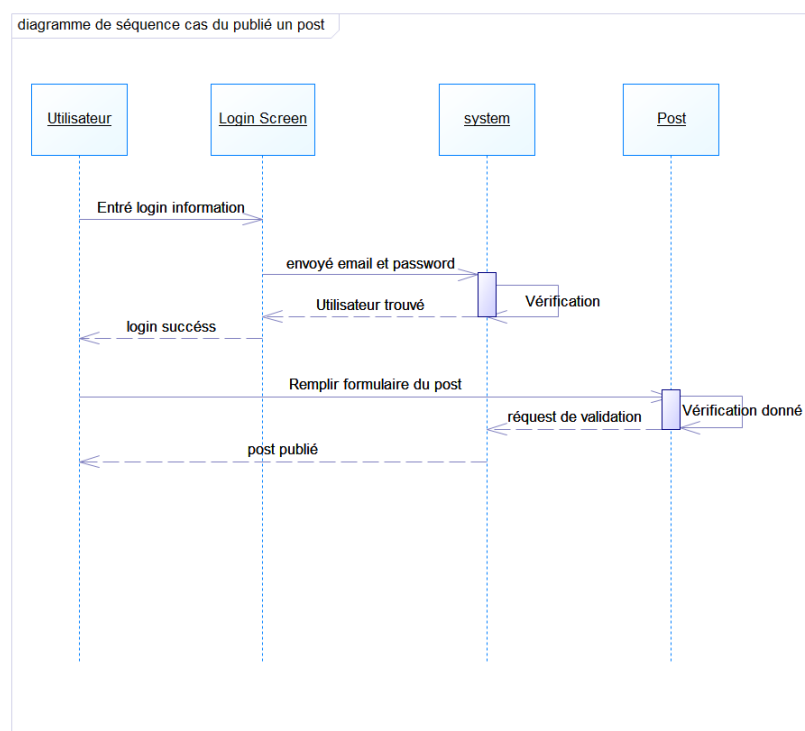 diagramme de séquence cas du publié un post
Utilisateur
Login Screen
system
Post
Entré login information
envoyé email et password
Vérification
Utilisateur trouvé
login succéss
Remplir formulaire du post
Vérification donné
réquest de validation
post publié